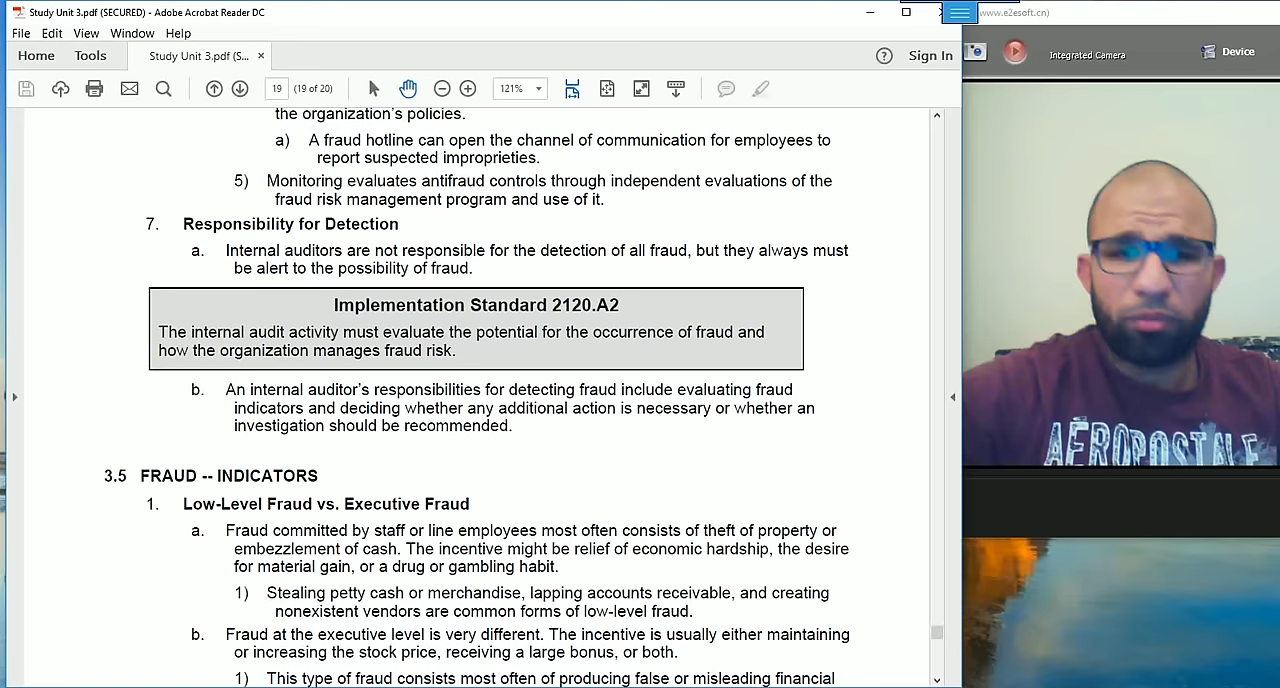 Study Unit 3.pdf (SECURED) - Adobe Acrobat Reader DC
www.e2esoft.cn)
File Edit View Window Help
Home Tools Study Unit 3.pdf (S... × Sign In
Integrated Camera Device
19 (19 of 20) 121%
the organization's policies.
a) A fraud hotline can open the channel of communication for employees to
report suspected improprieties.
5) Monitoring evaluates antifraud controls through independent evaluations of the
fraud risk management program and use of it.
7. Responsibility for Detection
a. Internal auditors are not responsible for the detection of all fraud, but they always must
be alert to the possibility of fraud.
Implementation Standard 2120.A2
The internal audit activity must evaluate the potential for the occurrence of fraud and
how the organization manages fraud risk.
b. An internal auditor's responsibilities for detecting fraud include evaluating fraud
indicators and deciding whether any additional action is necessary or whether an
investigation should be recommended.
3.5 FRAUD -- INDICATORS
1. Low-Level Fraud vs. Executive Fraud
a. Fraud committed by staff or line employees most often consists of theft of property or
embezzlement of cash. The incentive might be relief of economic hardship, the desire
for material gain, or a drug or gambling habit.
1) Stealing petty cash or merchandise, lapping accounts receivable, and creating
nonexistent vendors are common forms of low-level fraud.
b. Fraud at the executive level is very different. The incentive is usually either maintaining
or increasing the stock price, receiving a large bonus, or both.
1) This type of fraud consists most often of producing false or misleading financial
AÉROPOSTALE